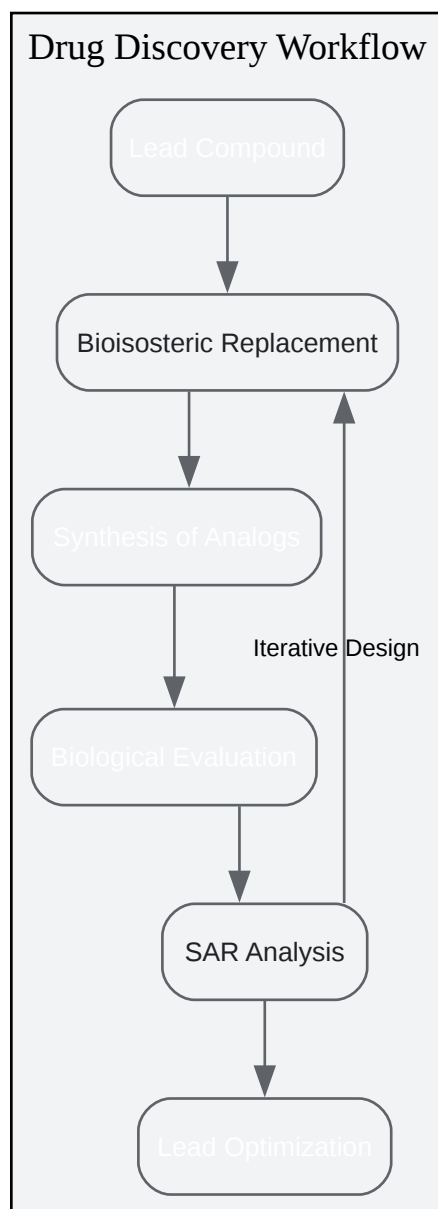 Drug Discovery Workflow
Lead Compound
Bioisosteric Replacement
Synthesis of Analogs
Iterative Design
Biological Evaluation
SAR Analysis
Lead Optimization